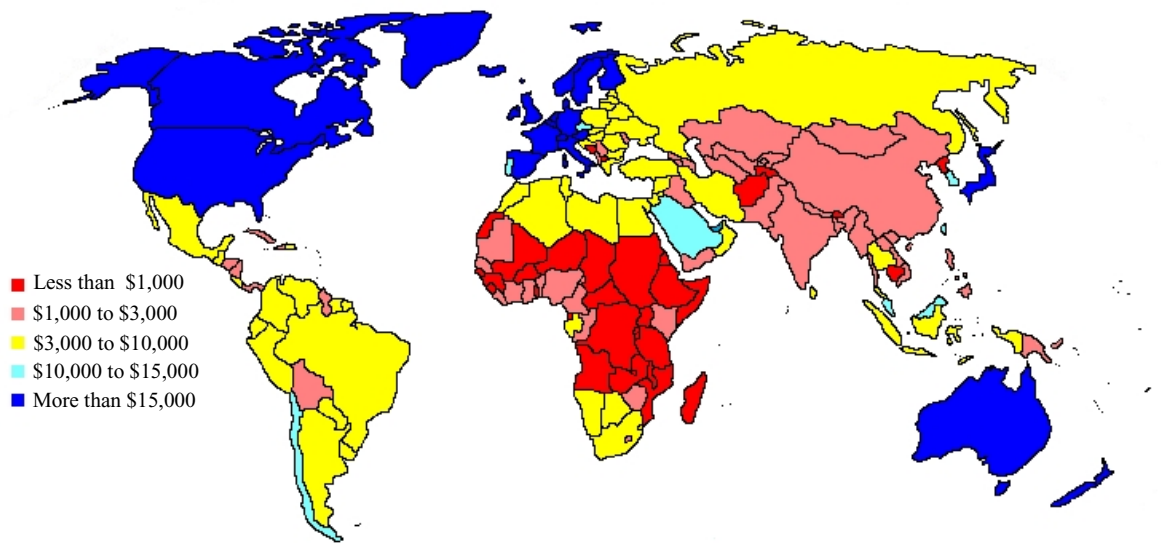 Less than $1,000
$1,000 to $3,000
$3,000 to $10,000
$10,000 to $15,000
More than $15,000